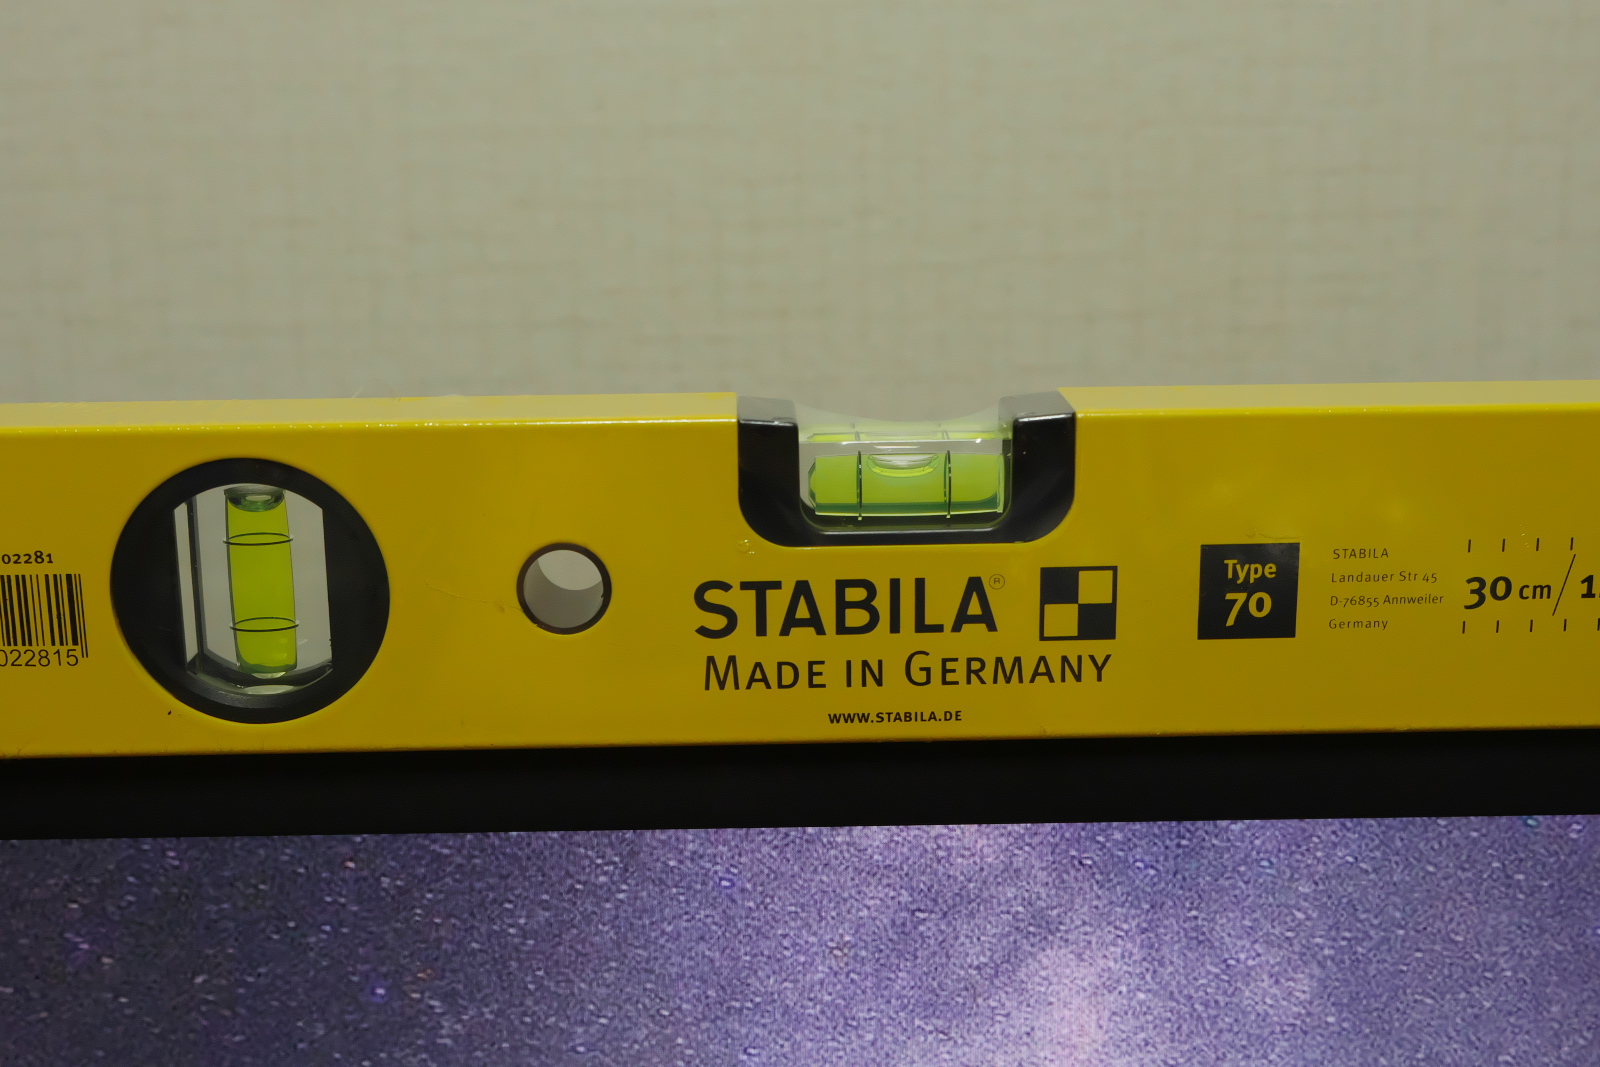 02281
022815
STABILA®
MADE IN GERMANY
WWW.STABILA.DE
Type
70
STABILA
Landauer Str 45
D-76855 Annweiler
Germany
30 cm/1